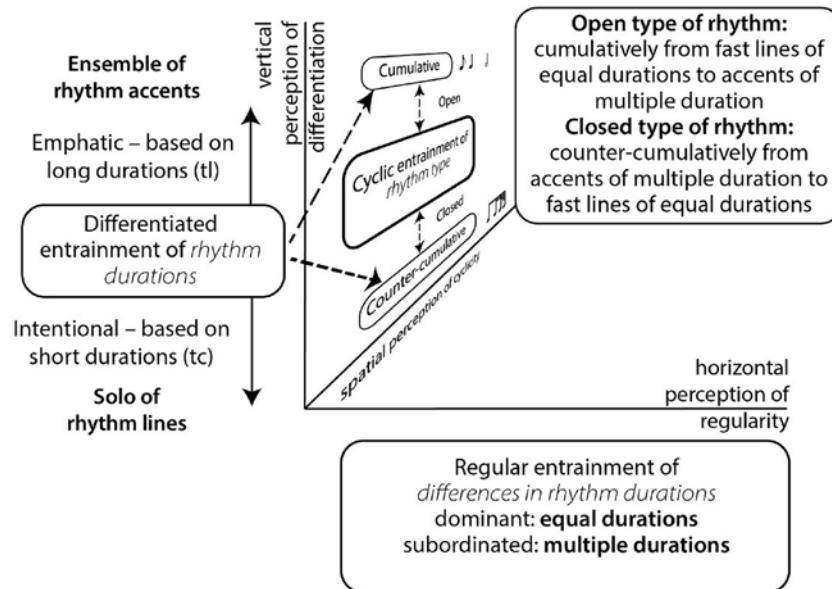 Ensemble of
rhythm accents
Emphatic – based on
long durations (tl)
Differentiated
entrainment of rhythm
durations
Intentional – based on
short durations (tc)
Solo of
rhythm lines
vertical
perception of
differentiation
Cumulative
Open
Cyclic entrainment of
rhythm type
Closed
Counter-cumulative
spatial perception of cyclicity
Open type of rhythm:
cumulatively from fast lines of
equal durations to accents of
multiple duration
Closed type of rhythm:
counter-cumulatively from
accents of multiple duration to
fast lines of equal durations
horizontal
perception of
regularity
Regular entrainment of
differences in rhythm durations
dominant: equal durations
subordinated: multiple durations